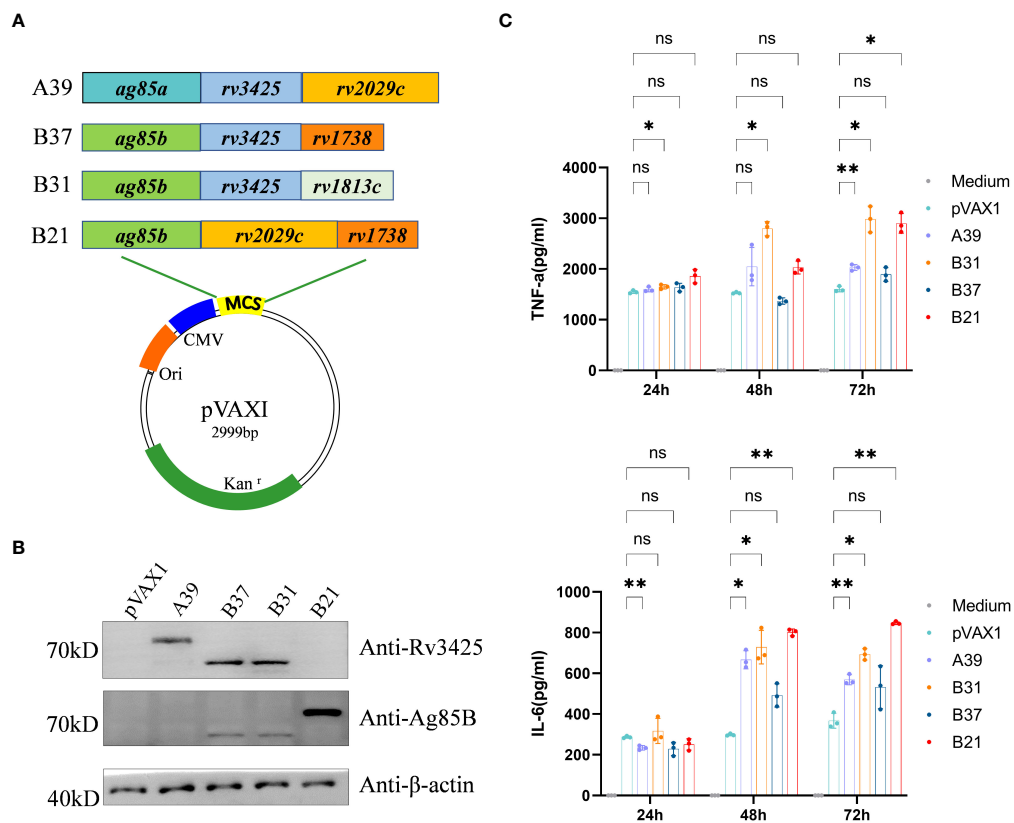 A
A39 ag85a rv3425 rv2029c
B37 ag85b rv3425 rv1738
B31 ag85b rv3425 rv1813c
B21 ag85b rv2029c rv1738
MCS
CMV
Ori
pVAXI
2999bp
Kan r
B
pVAX1 A39 B37 B31 B21
70kD Anti-Rv3425
70kD Anti-Ag85B
40kD Anti-β-actin
C
ns ns *
ns ns ns
* * *
ns ns **
TNF-a(pg/ml)
4000
3000
2000
1000
0
24h 48h 72h
Medium
pVAX1
A39
B31
B37
B21
ns ** **
ns ns ns
ns * *
** * **
IL-6(pg/ml)
1000
800
600
400
200
0
24h 48h 72h
Medium
pVAX1
A39
B31
B37
B21